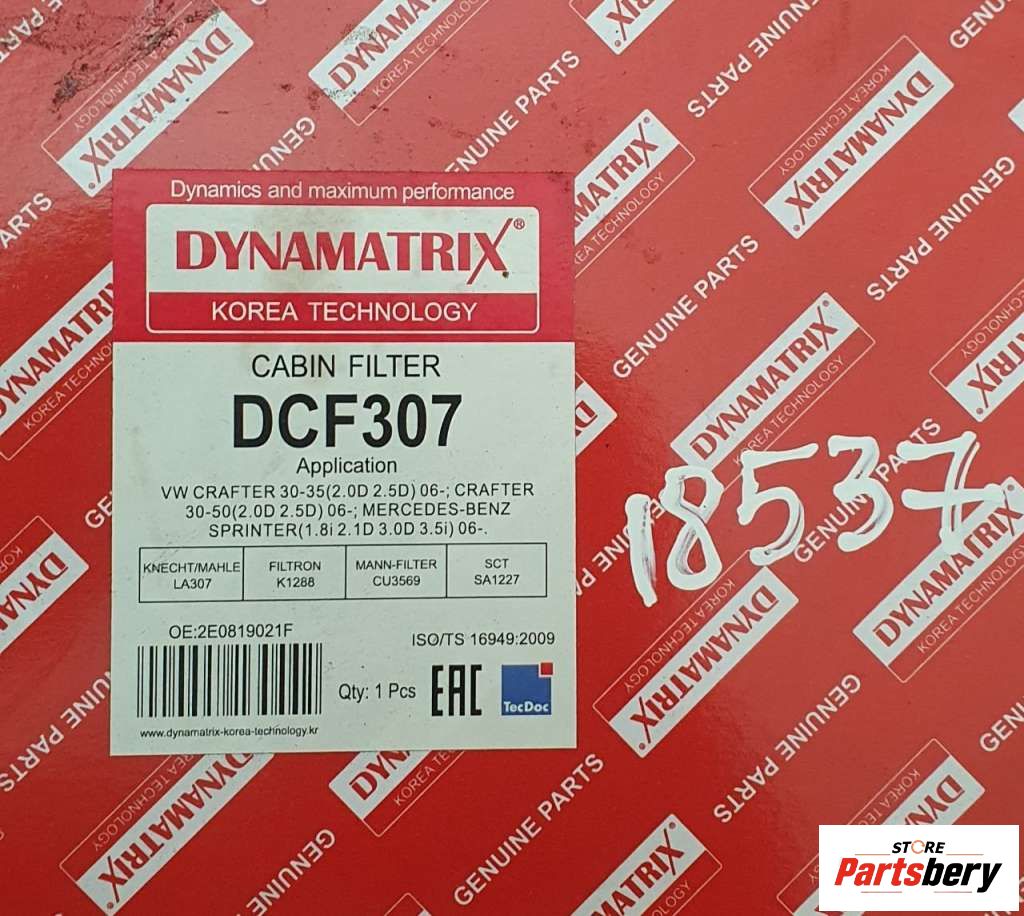 Dynamics and maximum performance
DYNAMATRIX®
KOREA TECHNOLOGY
CABIN FILTER
DCF307
Application
VW CRAFTER 30-35(2.0D 2.5D) 06-; CRAFTER
30-50(2.0D 2.5D) 06-; MERCEDES-BENZ
SPRINTER(1.8i 2.1D 3.0D 3.5i) 06-.
KNECHT/MAHLE FILTRON MANN-FILTER SCT
LA307 K1288 CU3569 SA1227
OE:2E0819021F
ISO/TS 16949:2009
Qty: 1 Pcs
EAC
TecDoc
www.dynamatrix-korea-technology.kr
18537
DYNAMATRIX®
KOREA TECHNOLOGY
GENUINE PARTS
STORE
Partsbery